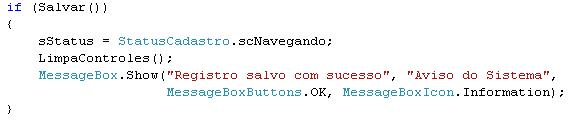 if (Salvar())
{
    sStatus = StatusCadastro.scNavegando;
    LimpaControles();
    MessageBox.Show("Registro salvo com sucesso", "Aviso do Sistema",
                    MessageBoxButtons.OK, MessageBoxIcon.Information);
}